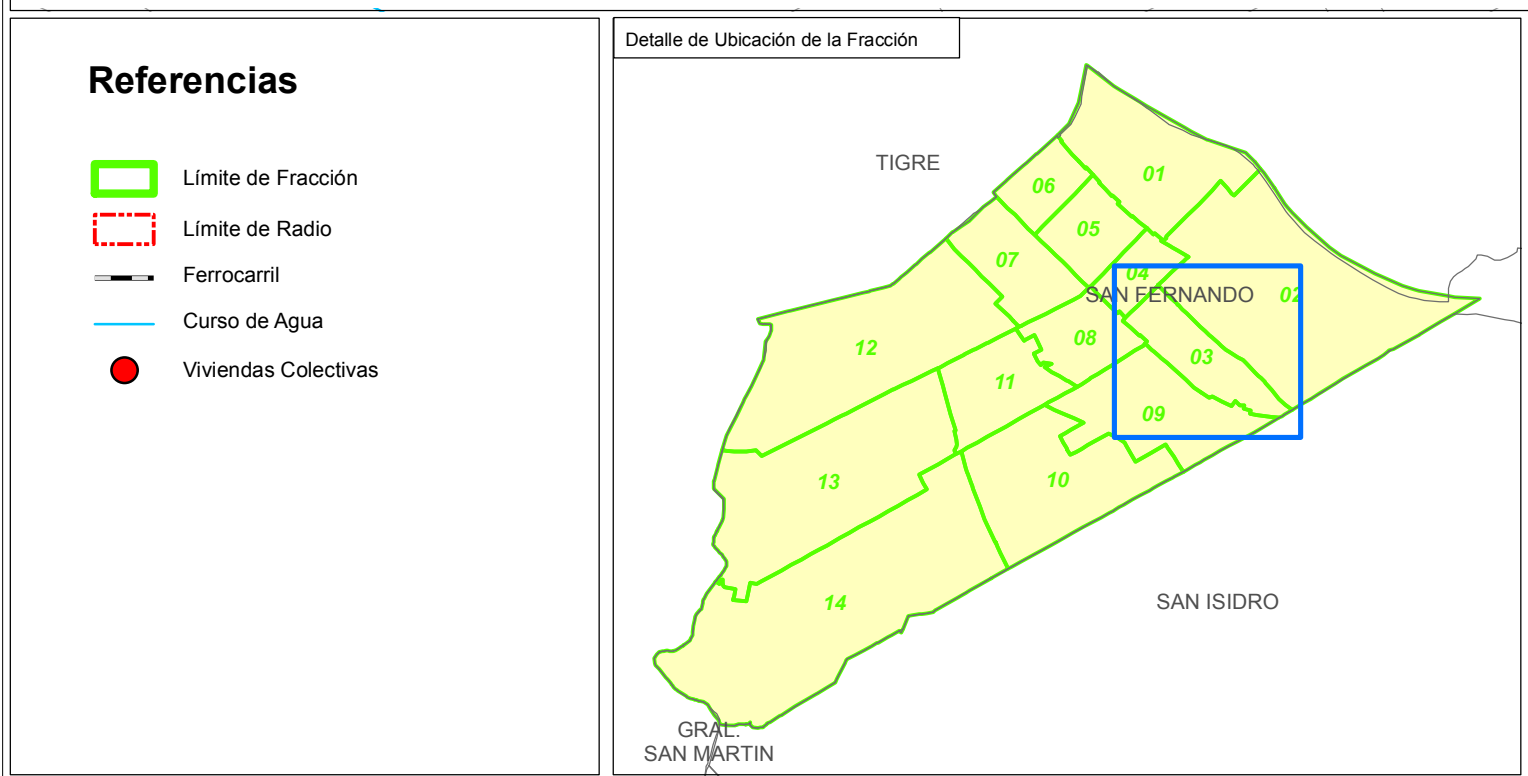 Referencias
Límite de Fracción
Límite de Radio
Ferrocarril
Curso de Agua
Viviendas Colectivas
Detalle de Ubicación de la Fracción
TIGRE
01
06
05
07
04
SAN FERNANDO
02
12
08
03
11
09
13
10
14
SAN ISIDRO
GRAL.
SAN MARTIN